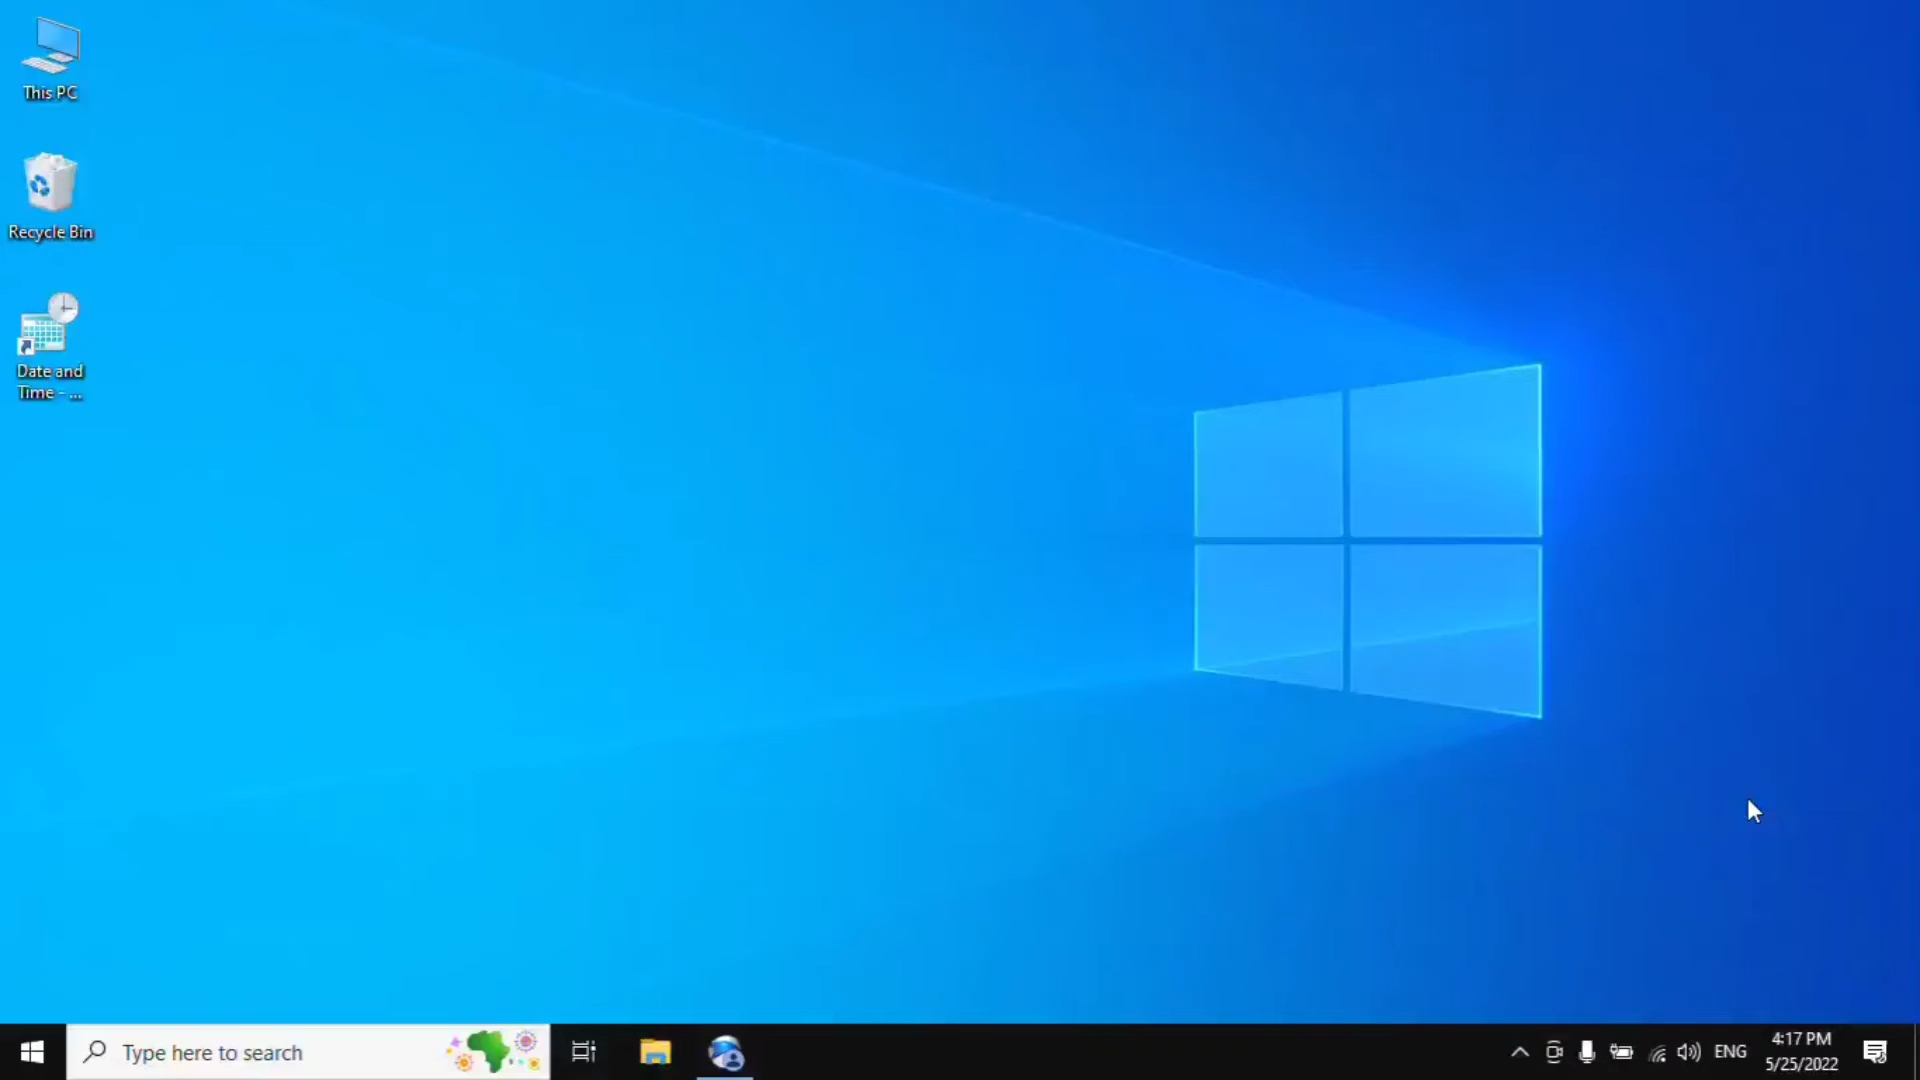 This PC
Recycle Bin
Date and
Time - ...
Type here to search
ENG
4:17 PM
5/25/2022